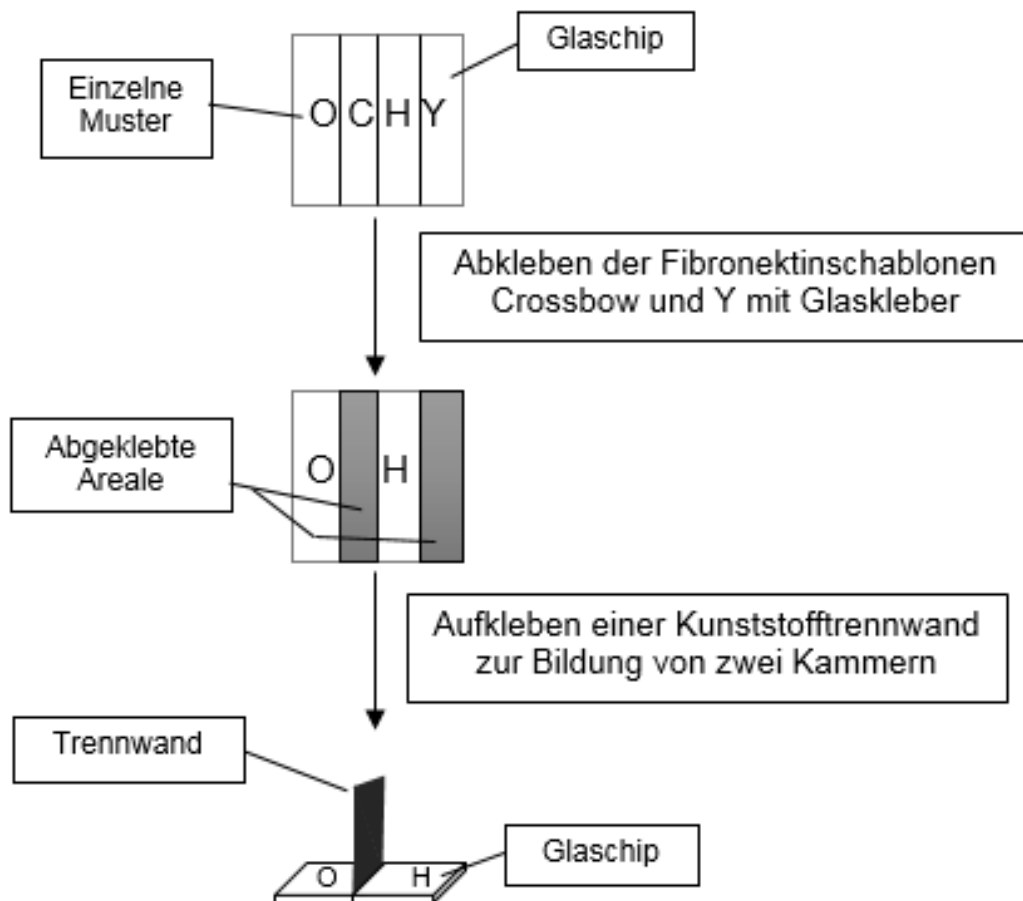 Glaschip
Einzelne
Muster
O C H Y
Abkleben der Fibronektinschablonen
Crossbow und Y mit Glaskleber
Abgeklebte
Areale
O H
Aufkleben einer Kunststofftrennwand
zur Bildung von zwei Kammern
Trennwand
Glaschip
O H